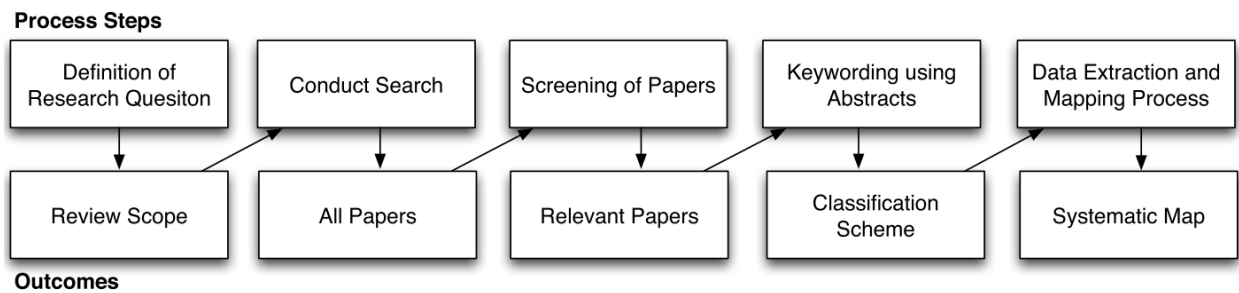 Process Steps
Definition of
Research Quesiton
Conduct Search
Screening of Papers
Keywording using
Abstracts
Data Extraction and
Mapping Process
Review Scope
All Papers
Relevant Papers
Classification
Scheme
Systematic Map
Outcomes